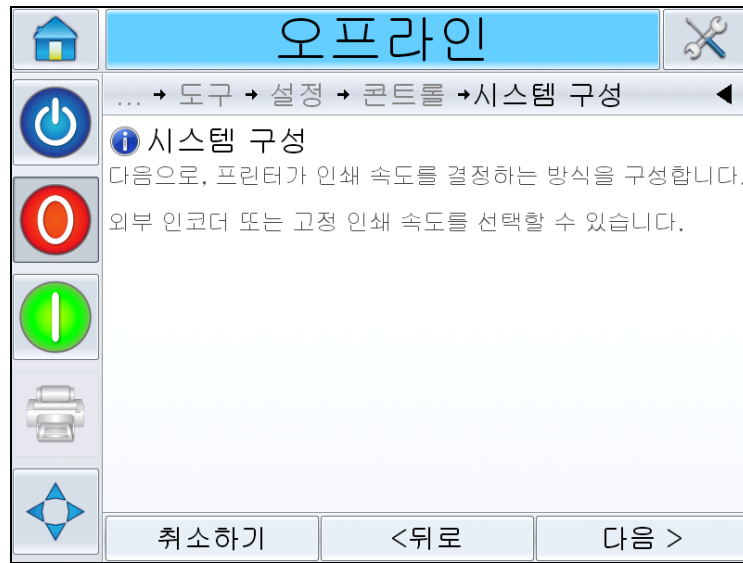 오프라인
... → 도구 → 설정 → 콘트롤 →시스템 구성
시스템 구성
다음으로, 프린터가 인쇄 속도를 결정하는 방식을 구성합니다.
외부 인코더 또는 고정 인쇄 속도를 선택할 수 있습니다.
취소하기 <뒤로 다음 >